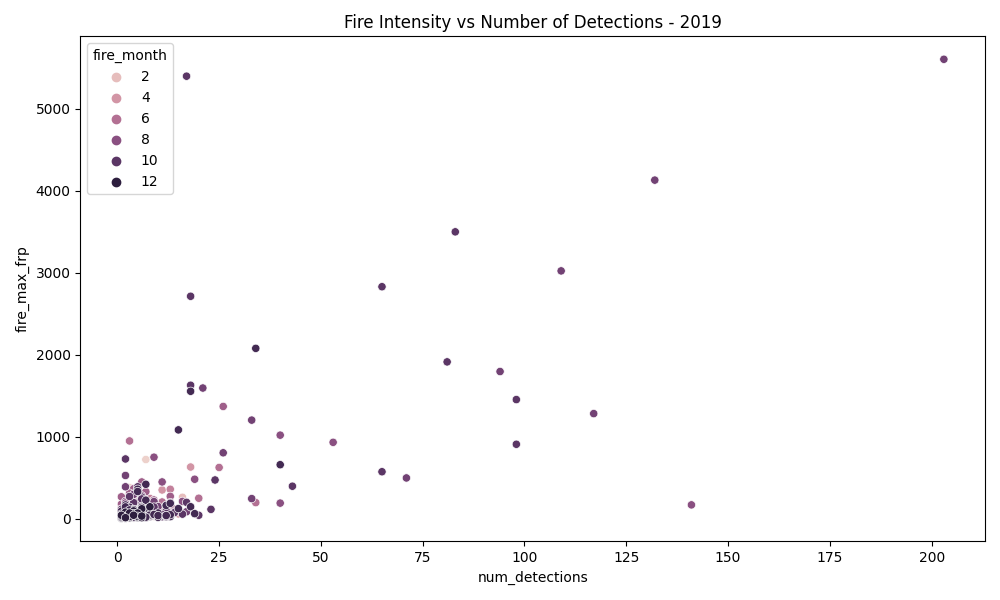 Fire Intensity vs Number of Detections - 2019
fire_month
2
4
6
8
10
12
5000
4000
3000
2000
1000
0
fire_max_frp
0 25 50 75 100 125 150 175 200
num_detections